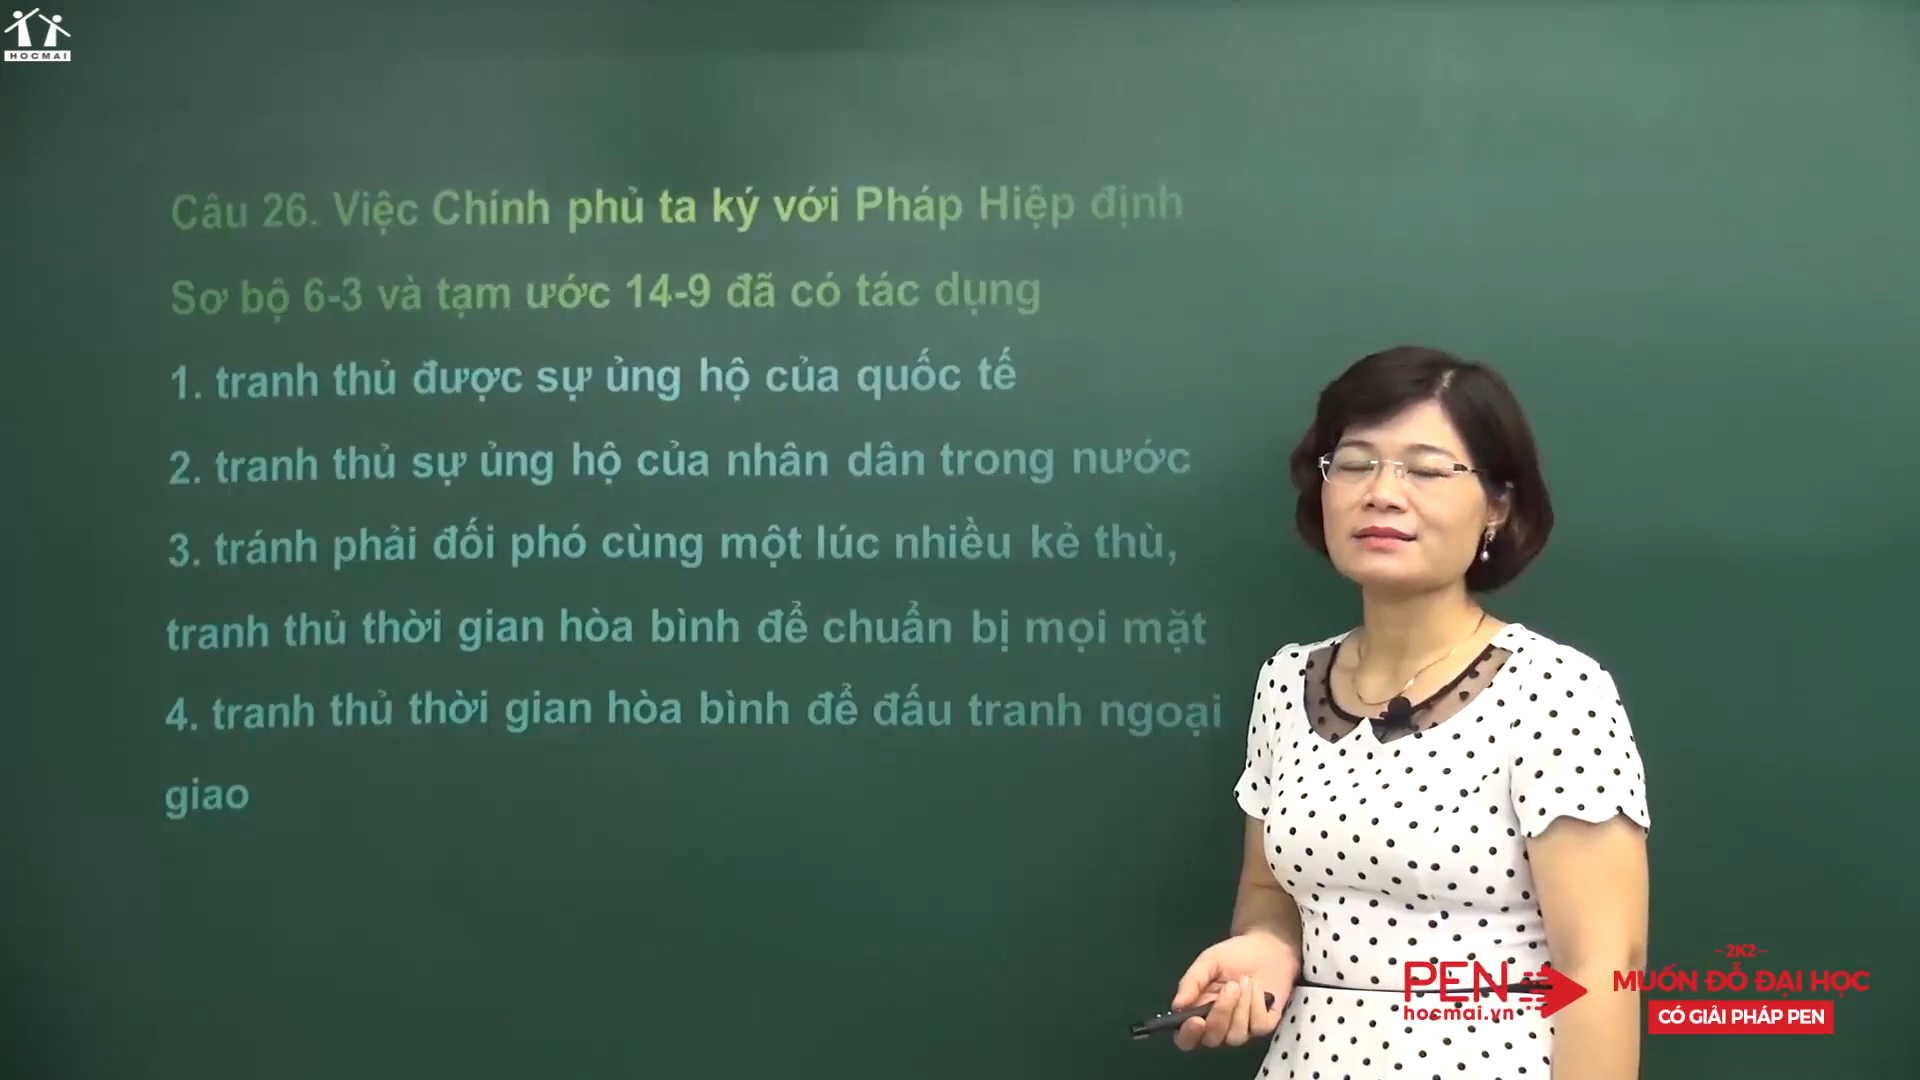 HOCMAI
Câu 26. Việc Chính phủ ta ký với Pháp Hiệp định
Sơ bộ 6-3 và tạm ước 14-9 đã có tác dụng
1. tranh thủ được sự ủng hộ của quốc tế
2. tranh thủ sự ủng hộ của nhân dân trong nước
3. tránh phải đối phó cùng một lúc nhiều kẻ thù,
tranh thủ thời gian hòa bình để chuẩn bị mọi mặt
4. tranh thủ thời gian hòa bình để đấu tranh ngoại
giao
PEN
hocmai.vn
-2K2-
MUỐN ĐỖ ĐẠI HỌC
CÓ GIẢI PHÁP PEN